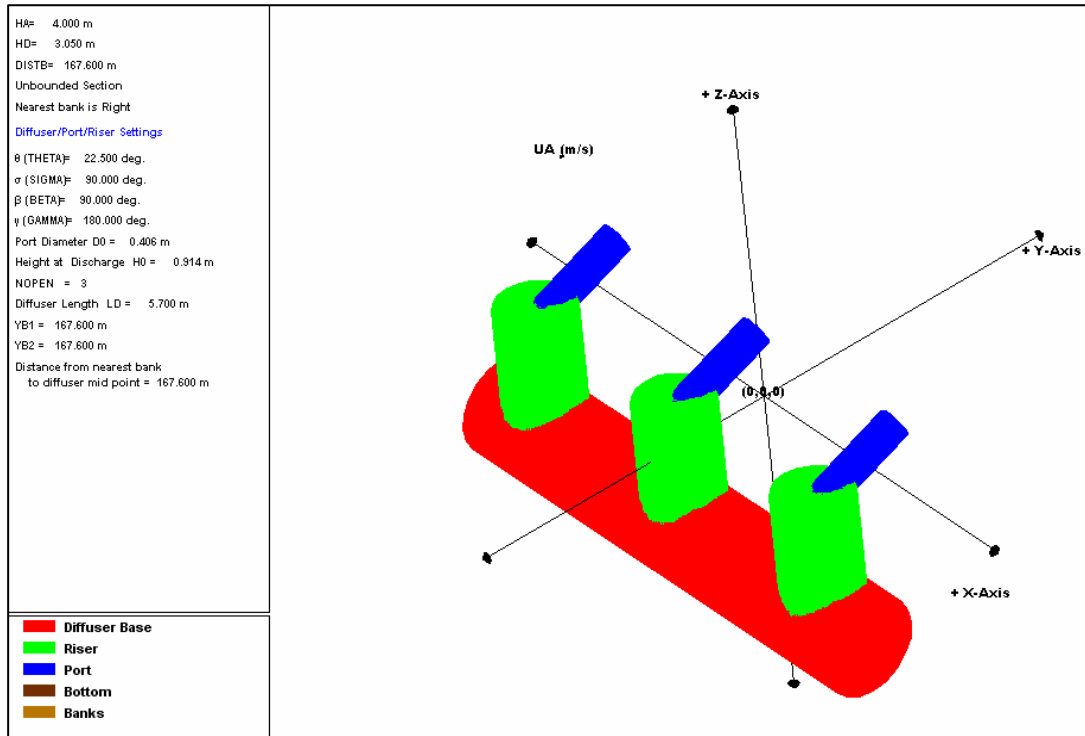 HA= 4.000 m
HD= 3.050 m
DISTB= 167.600 m
Unbounded Section
Nearest bank is Right
Diffuser/Port/Riser Settings
θ (THETA)= 22.500 deg.
σ (SIGMA)= 90.000 deg.
β (BETA)= 90.000 deg.
γ (GAMMA)= 180.000 deg.
Port Diameter D0 = 0.406 m
Height at Discharge H0 = 0.914 m
NOPEN = 3
Diffuser Length LD = 5.700 m
YB1 = 167.600 m
YB2 = 167.600 m
Distance from nearest bank
to diffuser mid point = 167.600 m
Diffuser Base
Riser
Port
Bottom
Banks
+ Z-Axis
UA (m/s)
+ Y-Axis
(0,0,0)
+ X-Axis